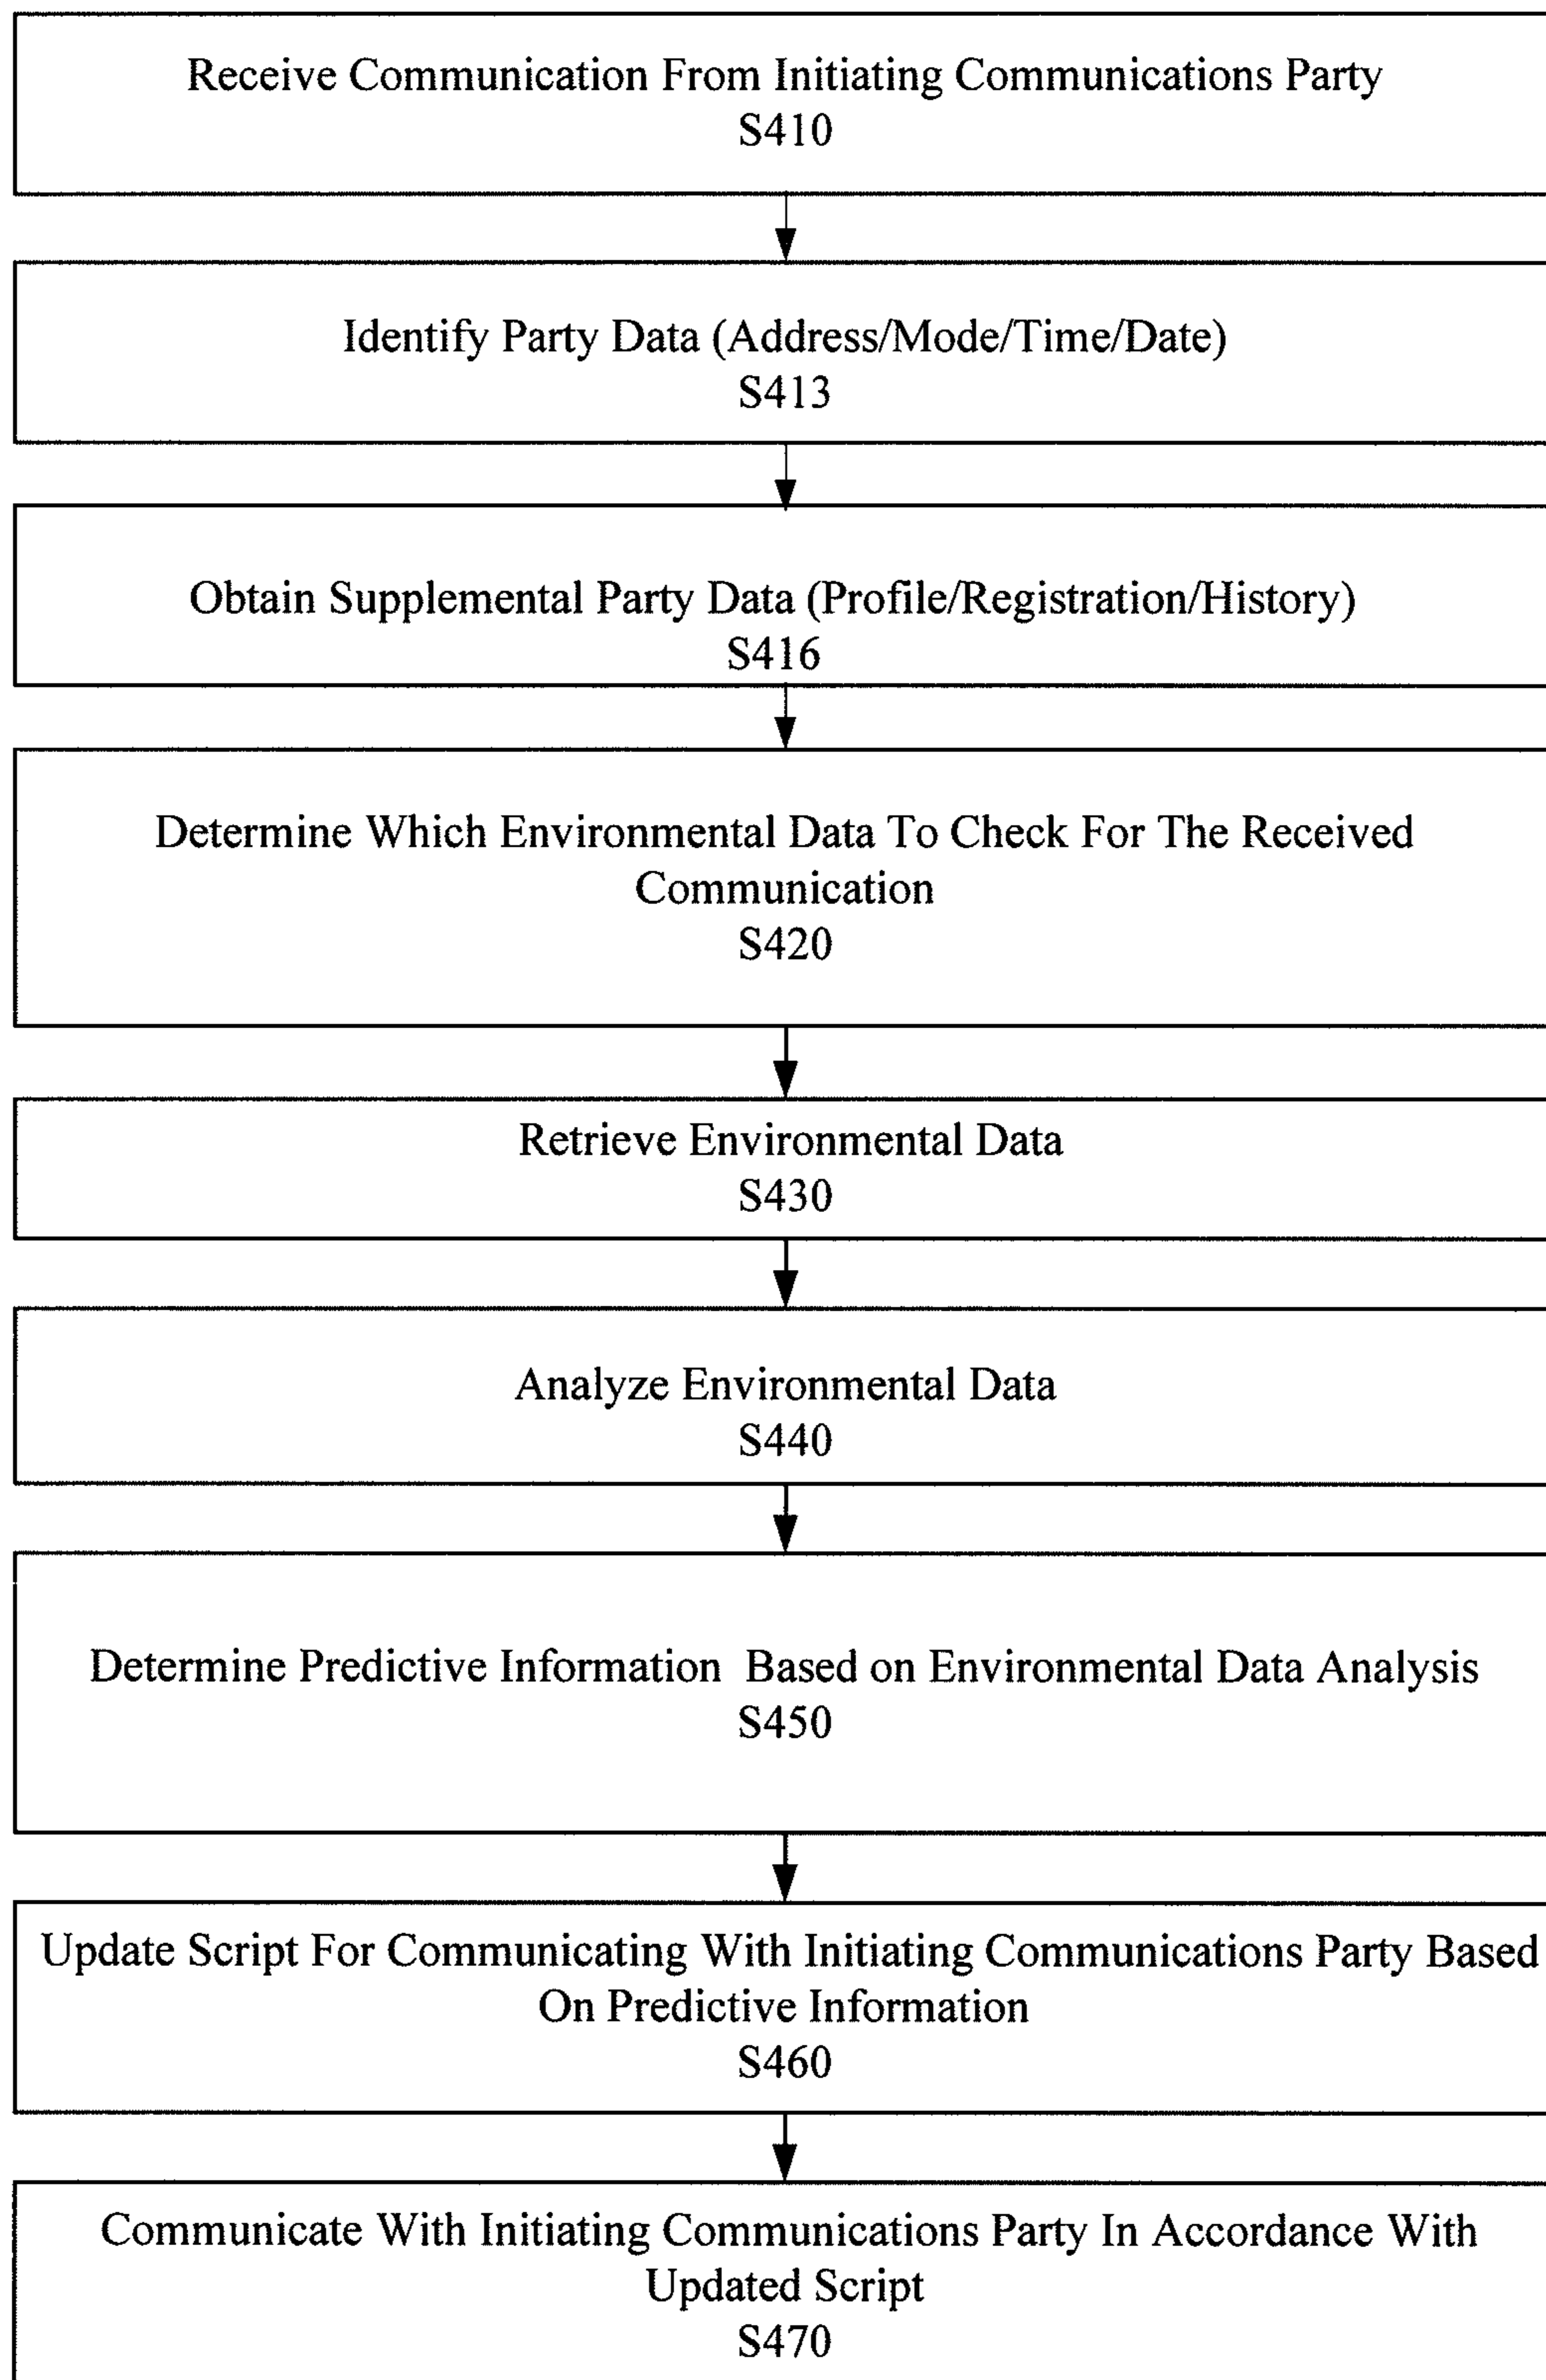 Receive Communication From Initiating Communications Party
S410
Identify Party Data (Address/Mode/Time/Date)
S413
Obtain Supplemental Party Data (Profile/Registration/History)
S416
Determine Which Environmental Data To Check For The Received
Communication
S420
Retrieve Environmental Data
S430
Analyze Environmental Data
S440
Determine Predictive Information Based on Environmental Data Analysis
S450
Update Script For Communicating With Initiating Communications Party Based
On Predictive Information
S460
Communicate With Initiating Communications Party In Accordance With
Updated Script
S470